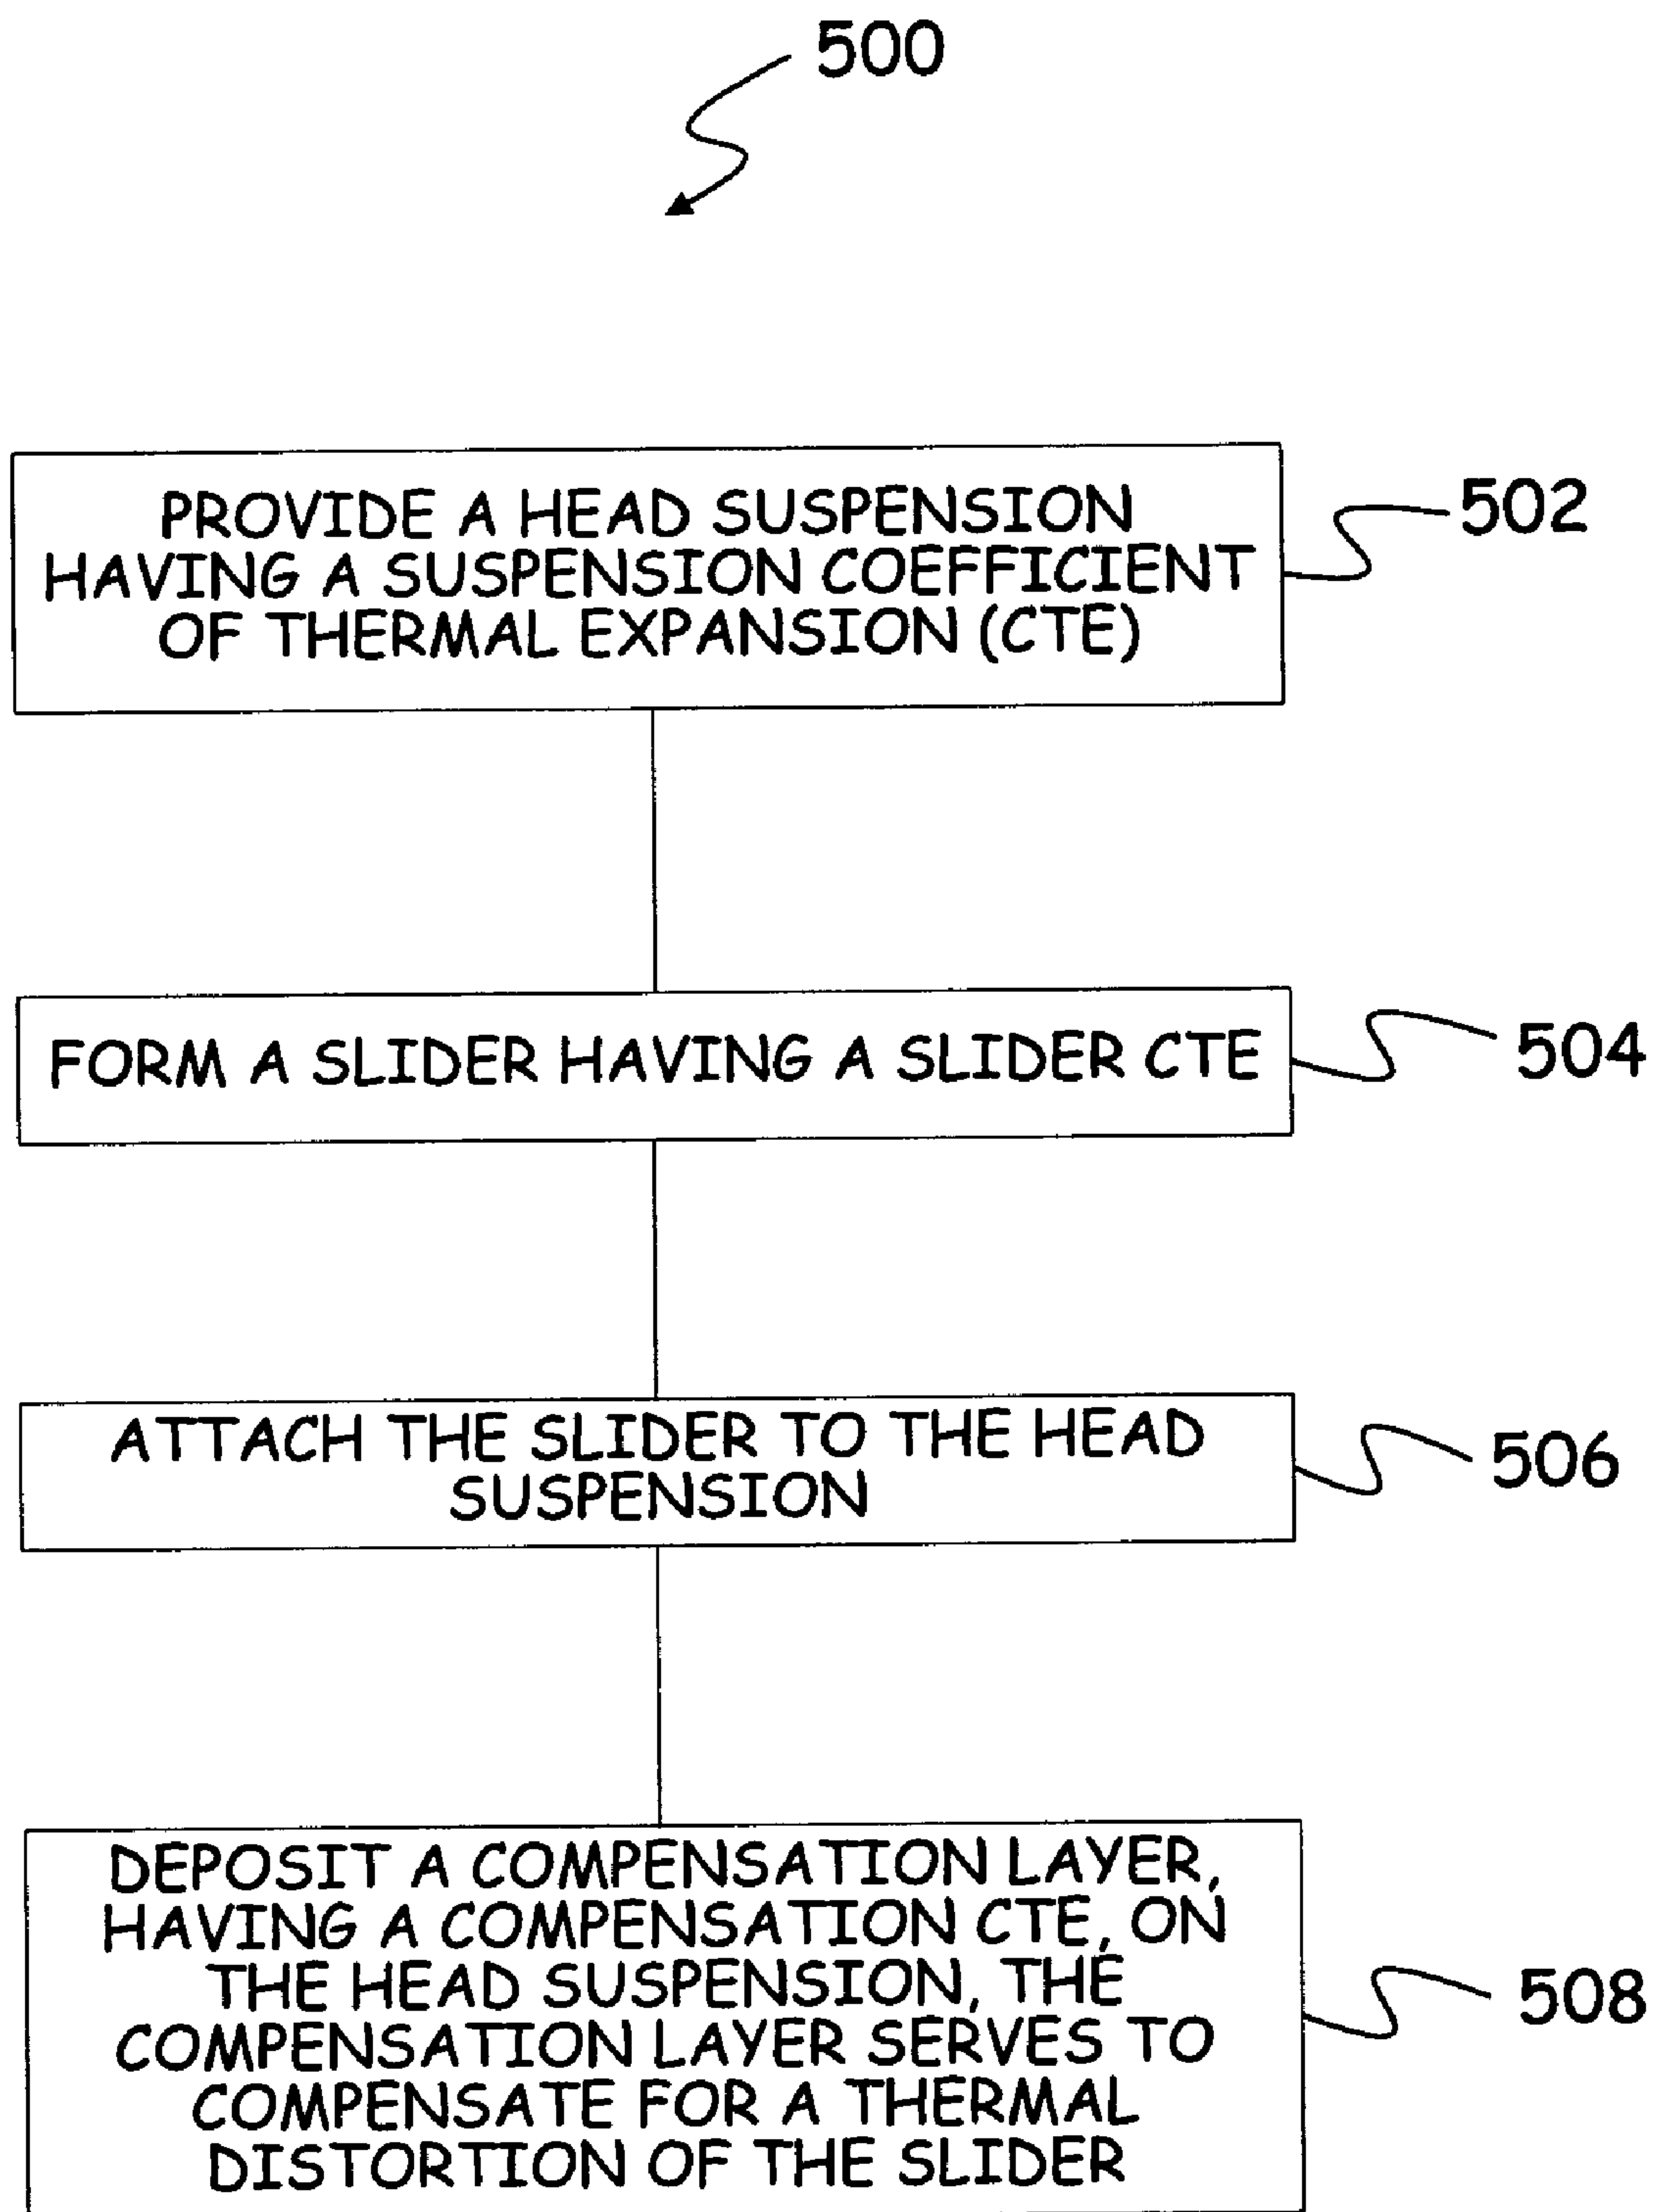 500
PROVIDE A HEAD SUSPENSION
HAVING A SUSPENSION COEFFICIENT
OF THERMAL EXPANSION (CTE)
502
FORM A SLIDER HAVING A SLIDER CTE
504
ATTACH THE SLIDER TO THE HEAD
SUSPENSION
506
DEPOSIT A COMPENSATION LAYER,
HAVING A COMPENSATION CTE, ON
THE HEAD SUSPENSION, THE
COMPENSATION LAYER SERVES TO
COMPENSATE FOR A THERMAL
DISTORTION OF THE SLIDER
508